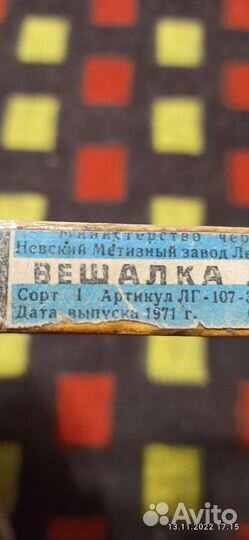 Министерство чер
Невский Метизный завод Ле
ВЕШАЛКА
Сорт I Артикул ЛГ-107-
Дата выпуска 1971 г.
Avito
13.11.2022 17:15